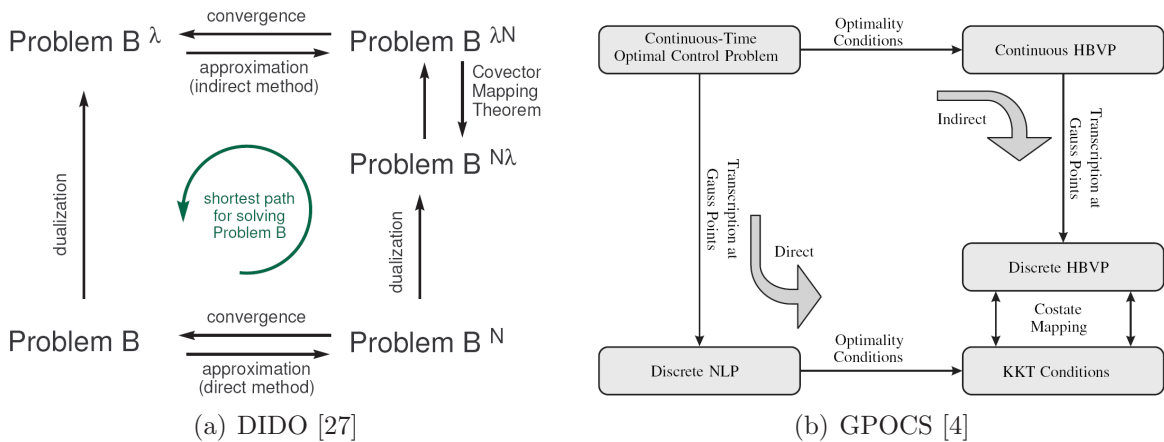 convergence
Problem B λ
Problem B λN
approximation
(indirect method)
Covector
Mapping
Theorem
Problem B Nλ
dualization
shortest path
for solving
Problem B
dualization
convergence
Problem B
Problem B N
approximation
(direct method)
(a) DIDO [27]
Continuous-Time
Optimal Control Problem
Optimality
Conditions
Continuous HBVP
Indirect
Transcription at
Gauss Points
Transcription at
Gauss Points
Direct
Discrete HBVP
Costate
Mapping
Discrete NLP
Optimality
Conditions
KKT Conditions
(b) GPOCS [4]